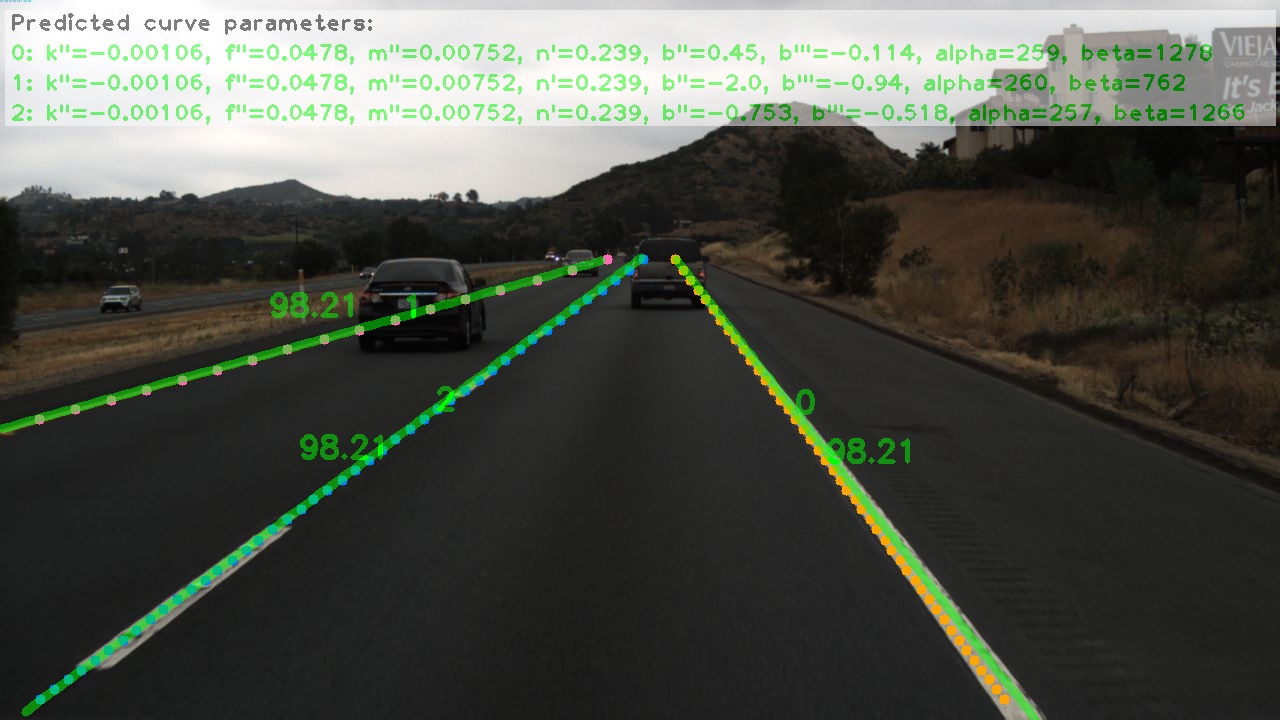 Predicted curve parameters:
0: k''=-0.00106, f''=0.0478, m''=0.00752, n'=0.239, b''=0.45, b'''=-0.114, alpha=259, beta=1278
1: k''=-0.00106, f''=0.0478, m''=0.00752, n'=0.239, b''=-2.0, b'''=-0.94, alpha=260, beta=762
2: k''=-0.00106, f''=0.0478, m''=0.00752, n'=0.239, b''=-0.753, b'''=-0.518, alpha=257, beta=1266
VIEJA
It's
Jack
98.21
1
2
0
98.21
98.21